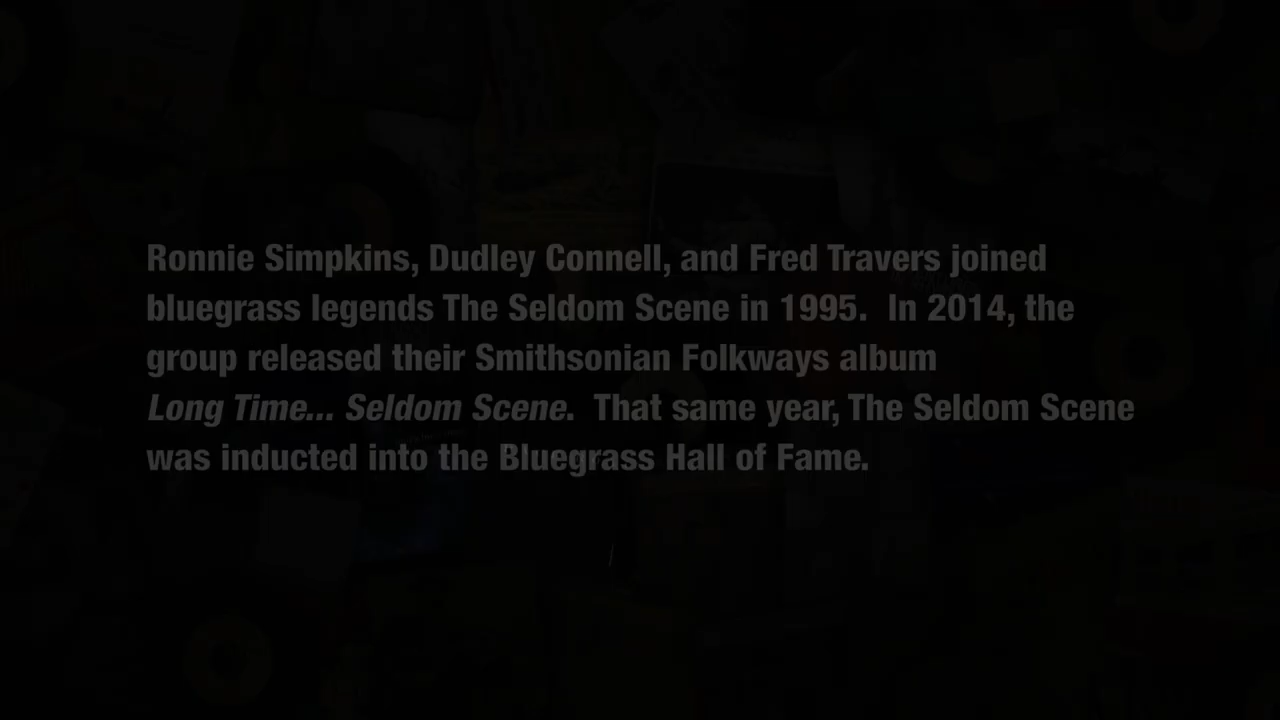 Ronnie Simpkins, Dudley Connell, and Fred Travers joined
bluegrass legends The Seldom Scene in 1995.  In 2014, the
group released their Smithsonian Folkways album
Long Time... Seldom Scene.  That same year, The Seldom Scene
was inducted into the Bluegrass Hall of Fame.